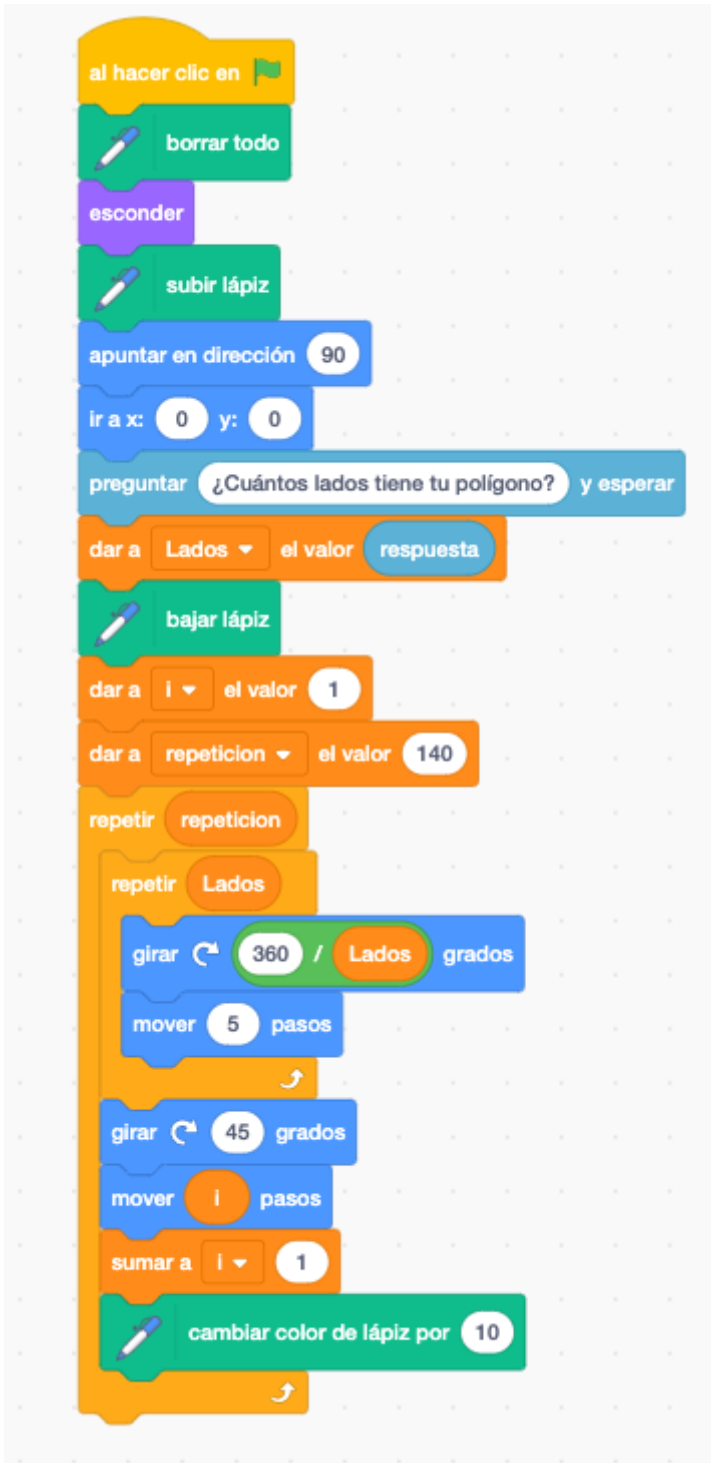 al hacer clic en
borrar todo
esconder
subir lápiz
apuntar en dirección 90
ir a x: 0 y: 0
preguntar ¿Cuántos lados tiene tu polígono? y esperar
dar a Lados el valor respuesta
bajar lápiz
dar a i el valor 1
dar a repeticion el valor 140
repetir repeticion
repetir Lados
girar 360 / Lados grados
mover 5 pasos
girar 45 grados
mover i pasos
sumar a i 1
cambiar color de lápiz por 10